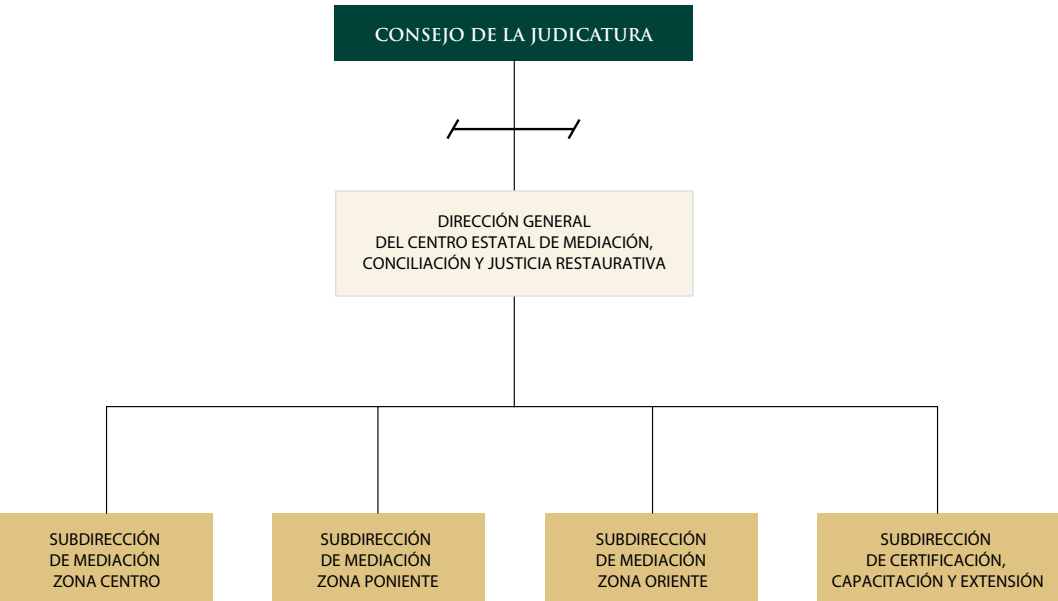 CONSEJO DE LA JUDICATURA
DIRECCIÓN GENERAL
DEL CENTRO ESTATAL DE MEDIACIÓN,
CONCILIACIÓN Y JUSTICIA RESTAURATIVA
SUBDIRECCIÓN
DE MEDIACIÓN
ZONA CENTRO
SUBDIRECCIÓN
DE MEDIACIÓN
ZONA PONIENTE
SUBDIRECCIÓN
DE MEDIACIÓN
ZONA ORIENTE
SUBDIRECCIÓN
DE CERTIFICACIÓN,
CAPACITACIÓN Y EXTENSIÓN